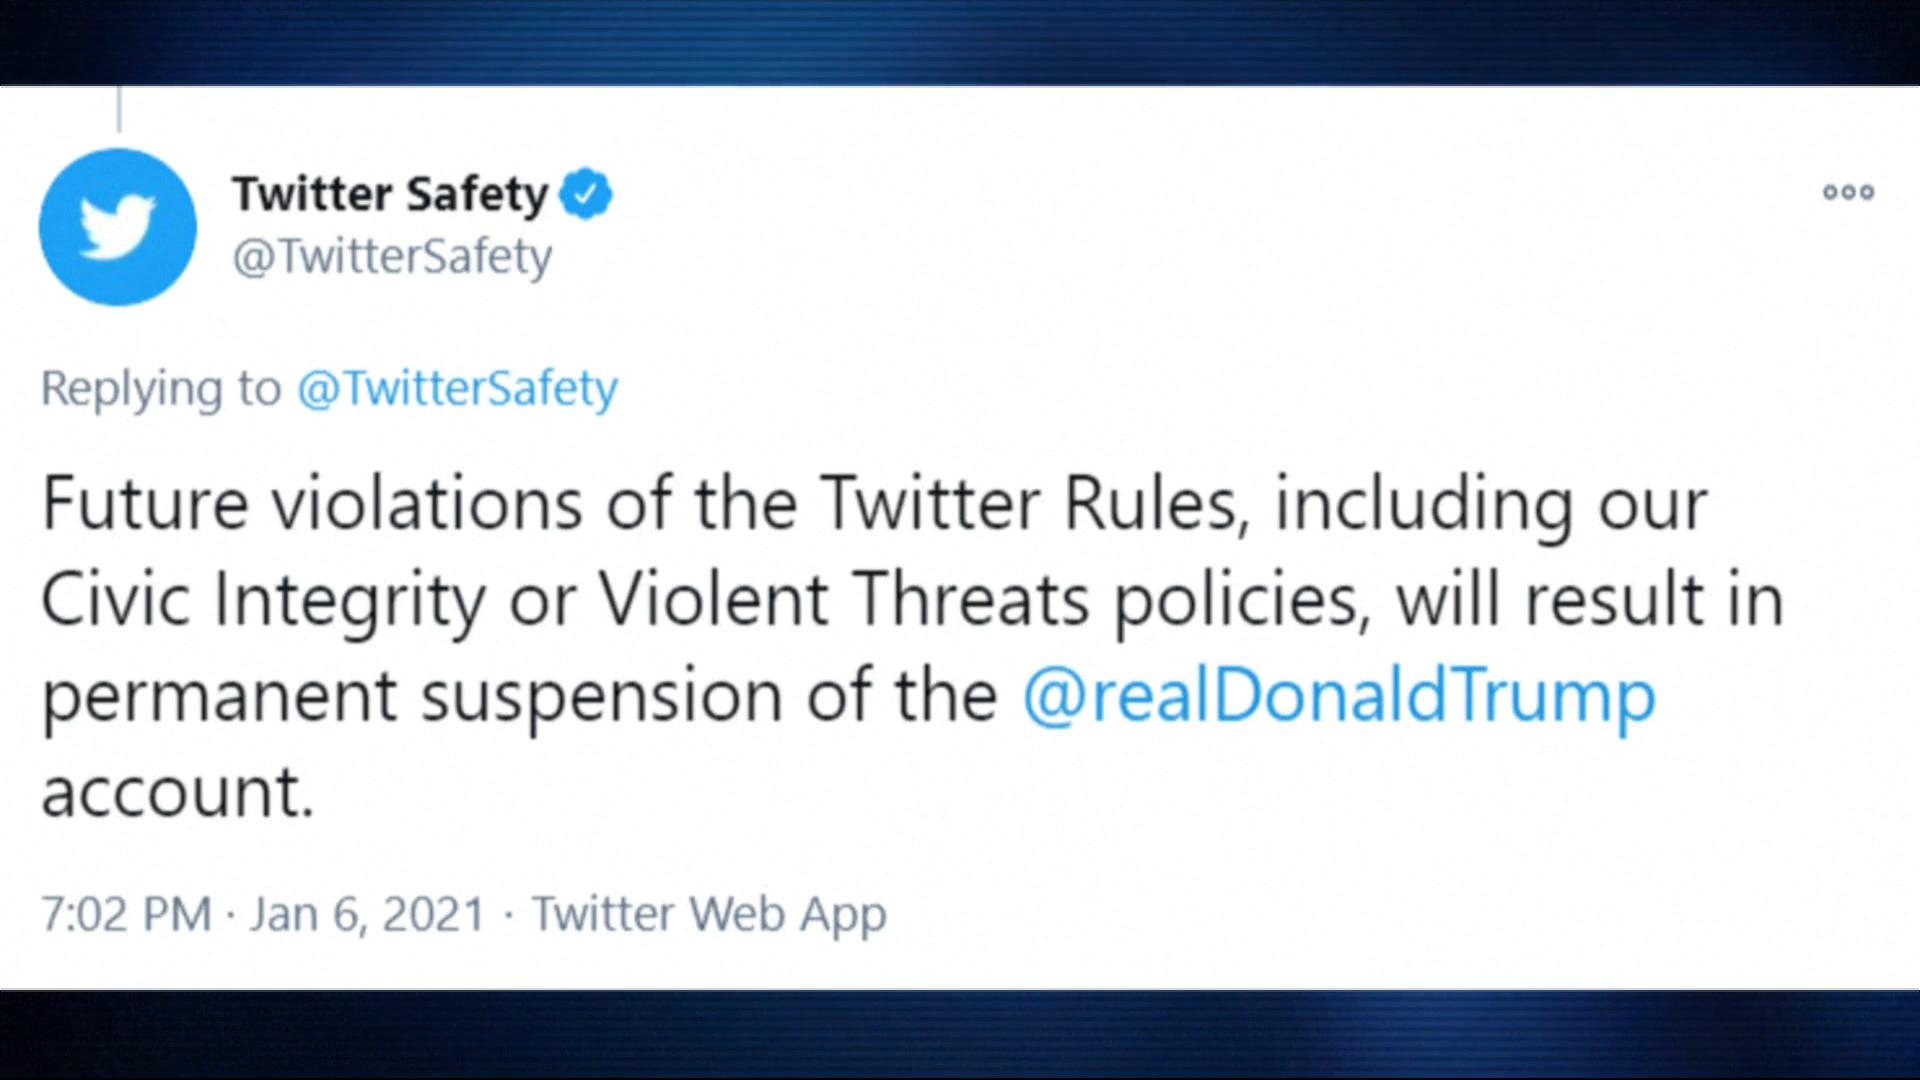 Twitter Safety
@TwitterSafety
Replying to @TwitterSafety
Future violations of the Twitter Rules, including our
Civic Integrity or Violent Threats policies, will result in
permanent suspension of the @realDonaldTrump
account.
7:02 PM · Jan 6, 2021 · Twitter Web App